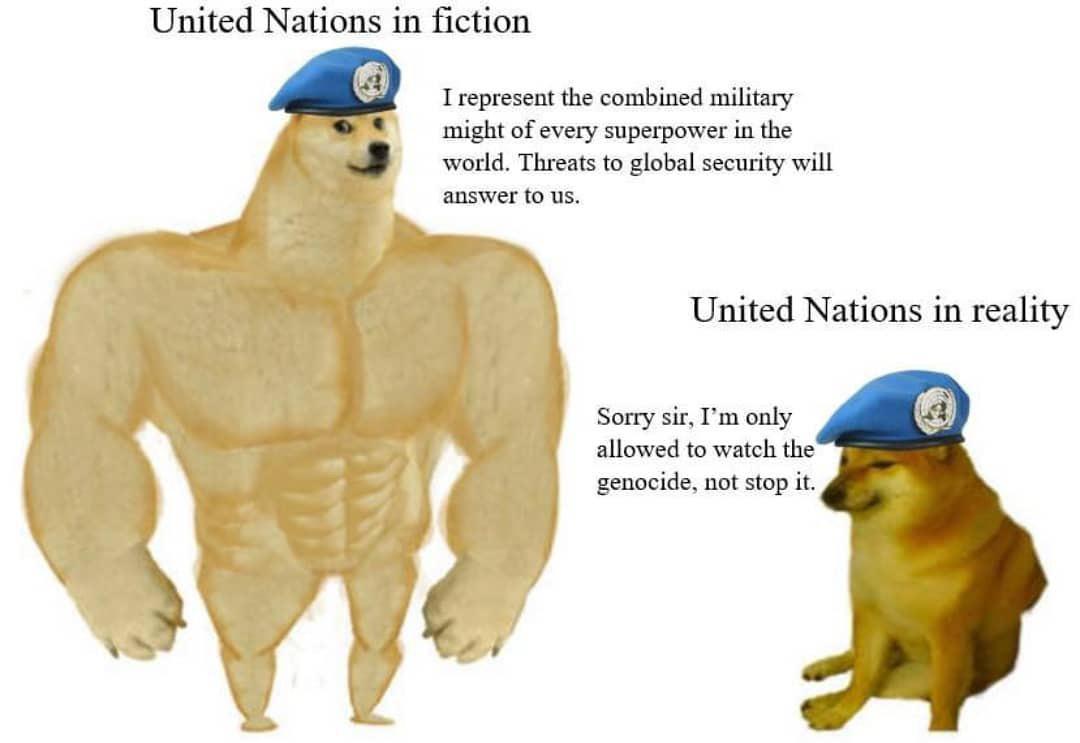 United Nations in fiction
I represent the combined military
might of every superpower in the
world. Threats to global security will
answer to us.
United Nations in reality
Sorry sir, I’m only
allowed to watch the
genocide, not stop it.